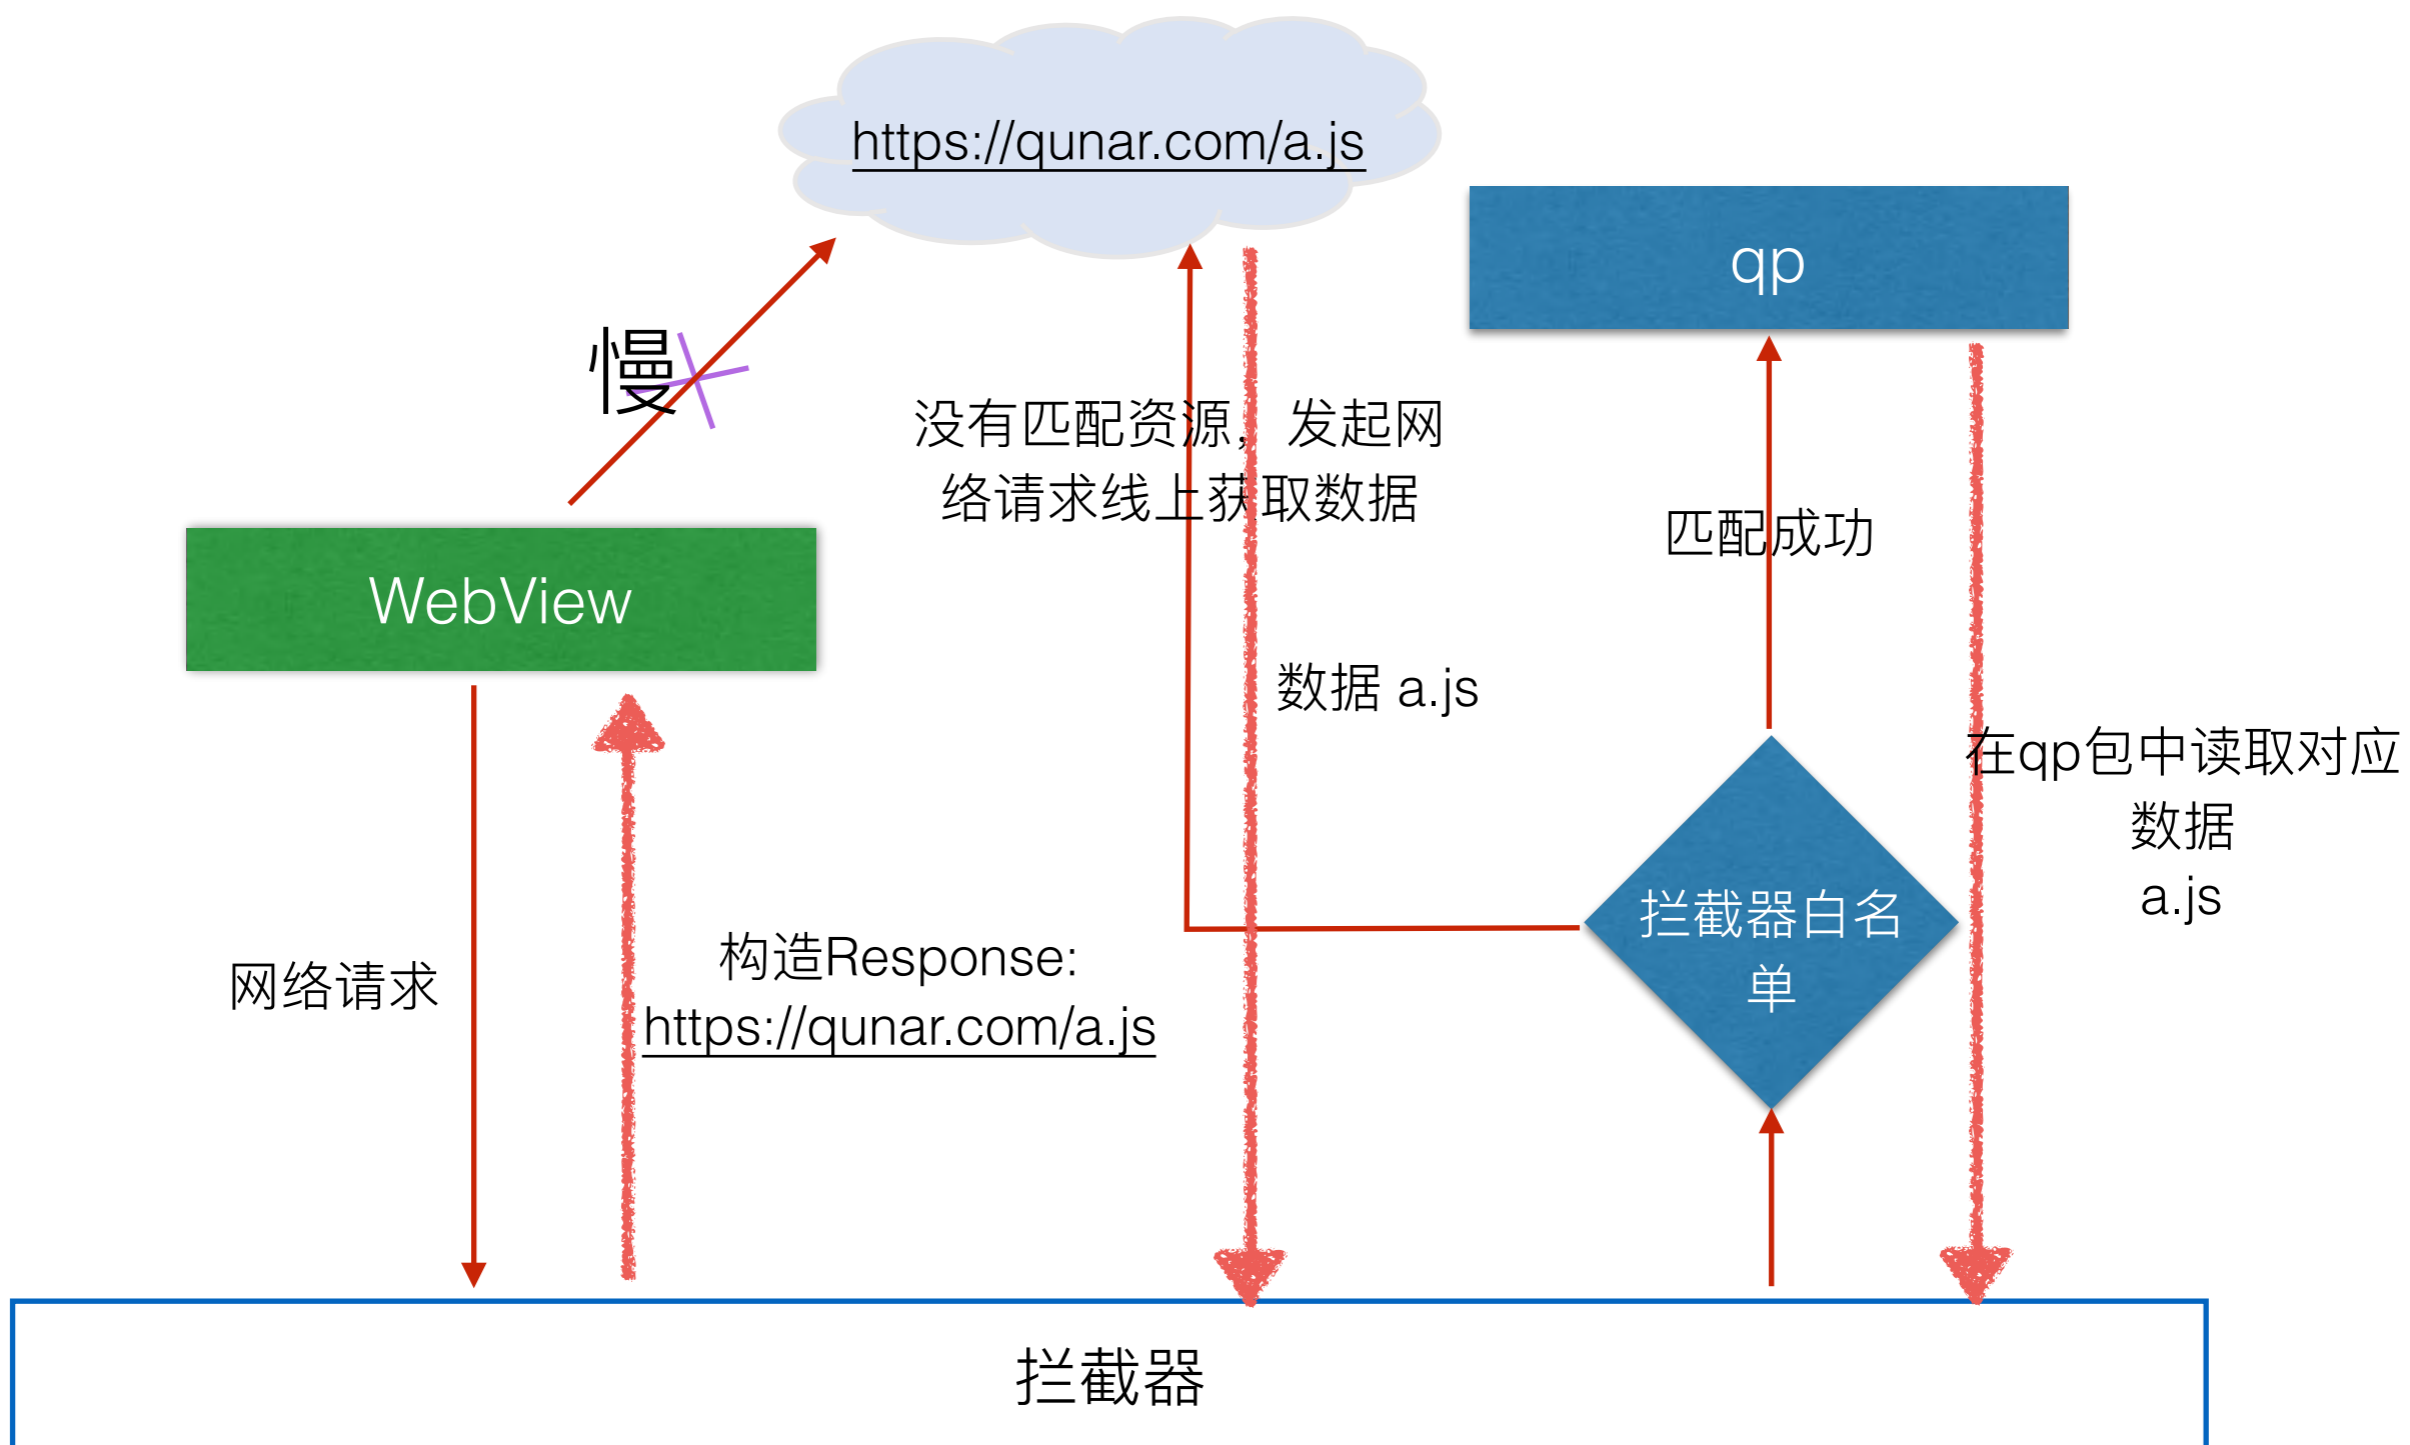 https://qunar.com/a.js
qp
慢
没有匹配资源，发起网
络请求线上获取数据
匹配成功
WebView
数据 a.js
在qp包中读取对应
数据
a.js
拦截器白名
单
网络请求
构造Response:
https://qunar.com/a.js
拦截器